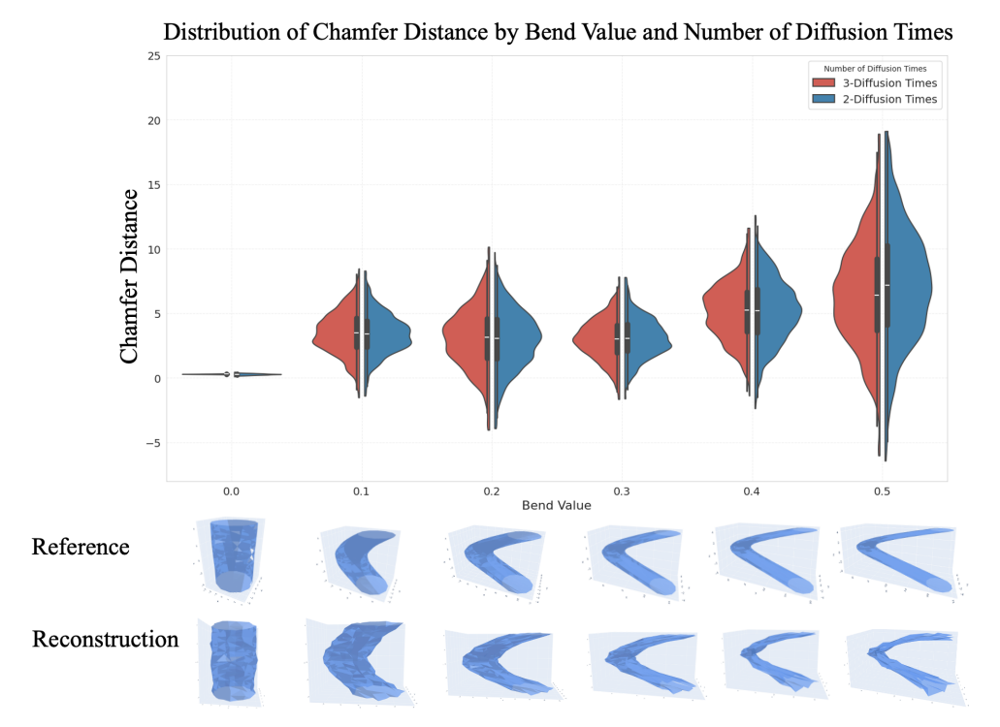 Distribution of Chamfer Distance by Bend Value and Number of Diffusion Times
25
Number of Diffusion Times
3-Diffusion Times
2-Diffusion Times
20
15
10
5
0
−5
Chamfer Distance
0.0 0.1 0.2 0.3 0.4 0.5
Bend Value
Reference
Reconstruction